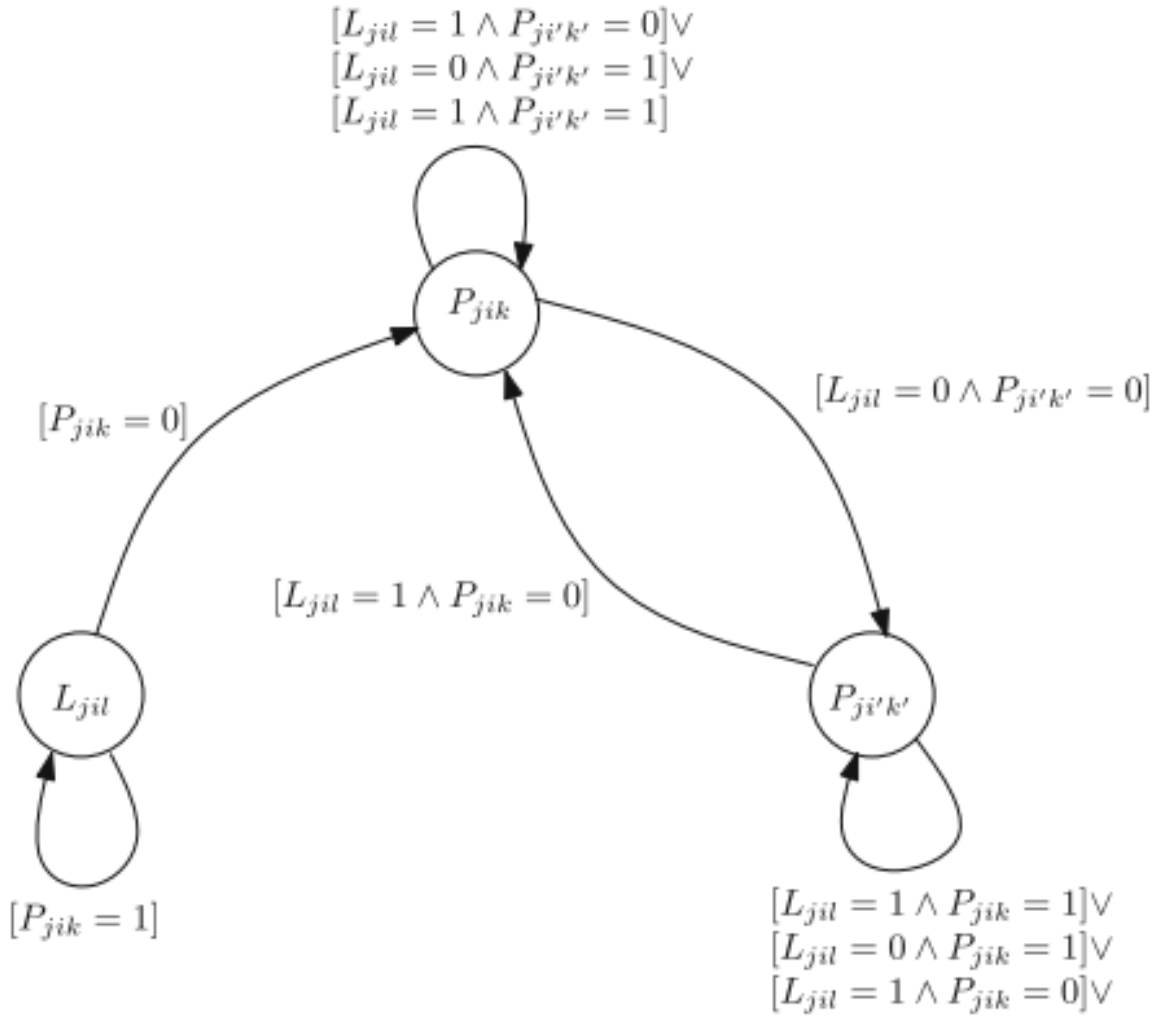 [L_{jil} = 1 ∧ P_{ji'k'} = 0]∨
[L_{jil} = 0 ∧ P_{ji'k'} = 1]∨
[L_{jil} = 1 ∧ P_{ji'k'} = 1]
P_{jik}
[L_{jil} = 0 ∧ P_{ji'k'} = 0]
[P_{jik} = 0]
[L_{jil} = 1 ∧ P_{jik} = 0]
L_{jil}
P_{ji'k'}
[P_{jik} = 1]
[L_{jil} = 1 ∧ P_{jik} = 1]∨
[L_{jil} = 0 ∧ P_{jik} = 1]∨
[L_{jil} = 1 ∧ P_{jik} = 0]∨